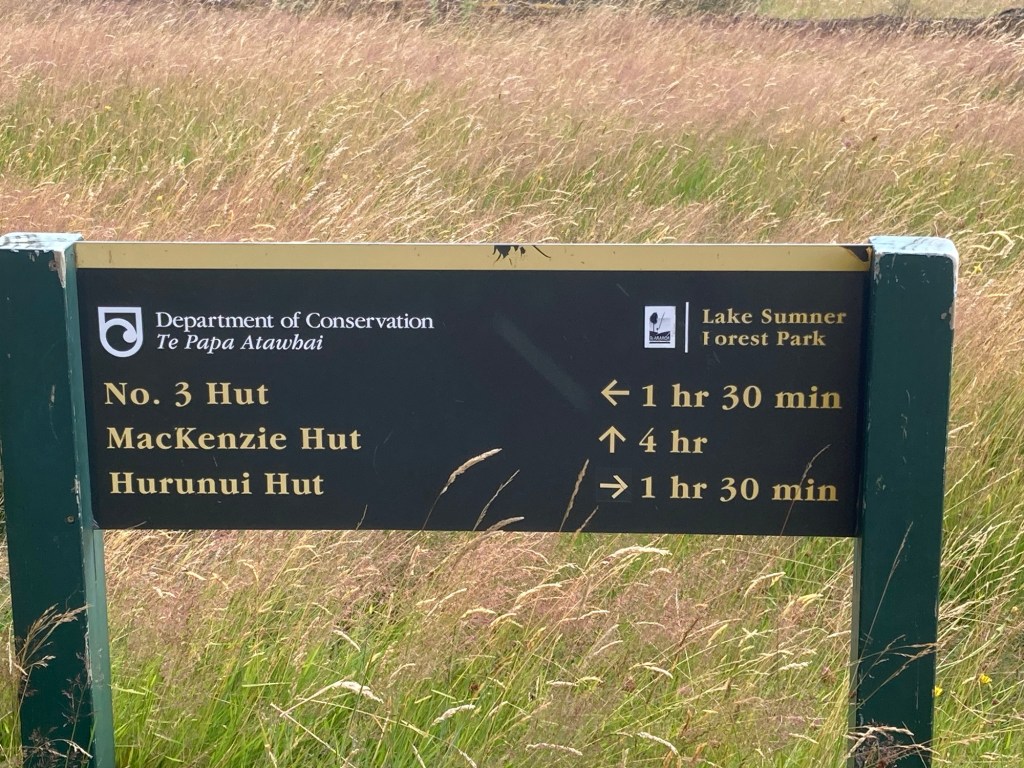 Department of Conservation
Te Papa Atawhai
Lake Sumner
Forest Park
No. 3 Hut ← 1 hr 30 min
MacKenzie Hut ↑ 4 hr
Hurunui Hut → 1 hr 30 min